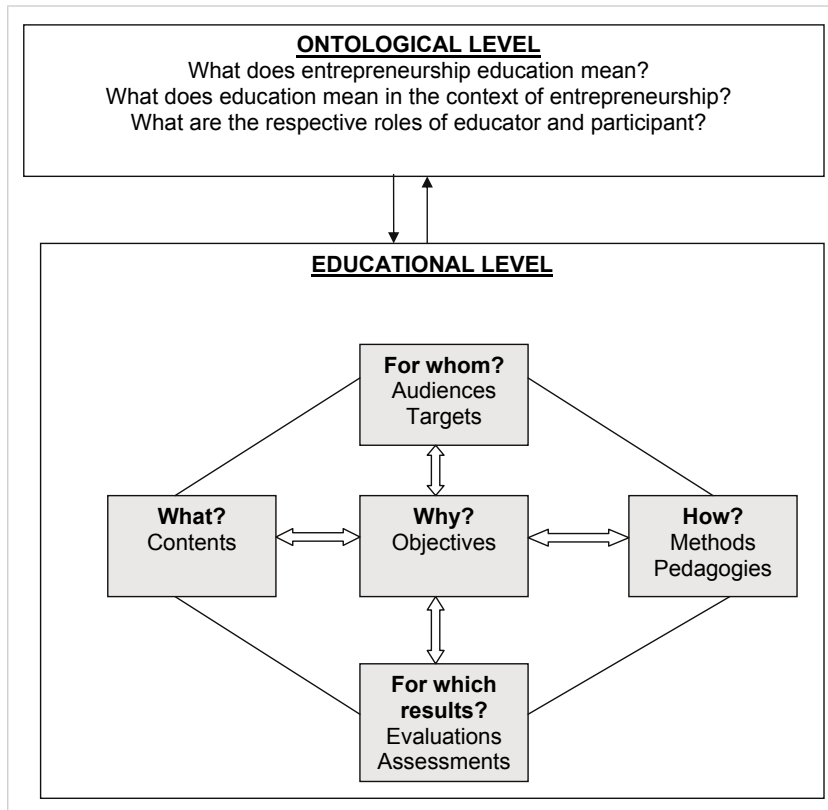 ONTOLOGICAL LEVEL
What does entrepreneurship education mean?
What does education mean in the context of entrepreneurship?
What are the respective roles of educator and participant?
EDUCATIONAL LEVEL
For whom?
Audiences
Targets
What?
Contents
Why?
Objectives
How?
Methods
Pedagogies
For which
results?
Evaluations
Assessments